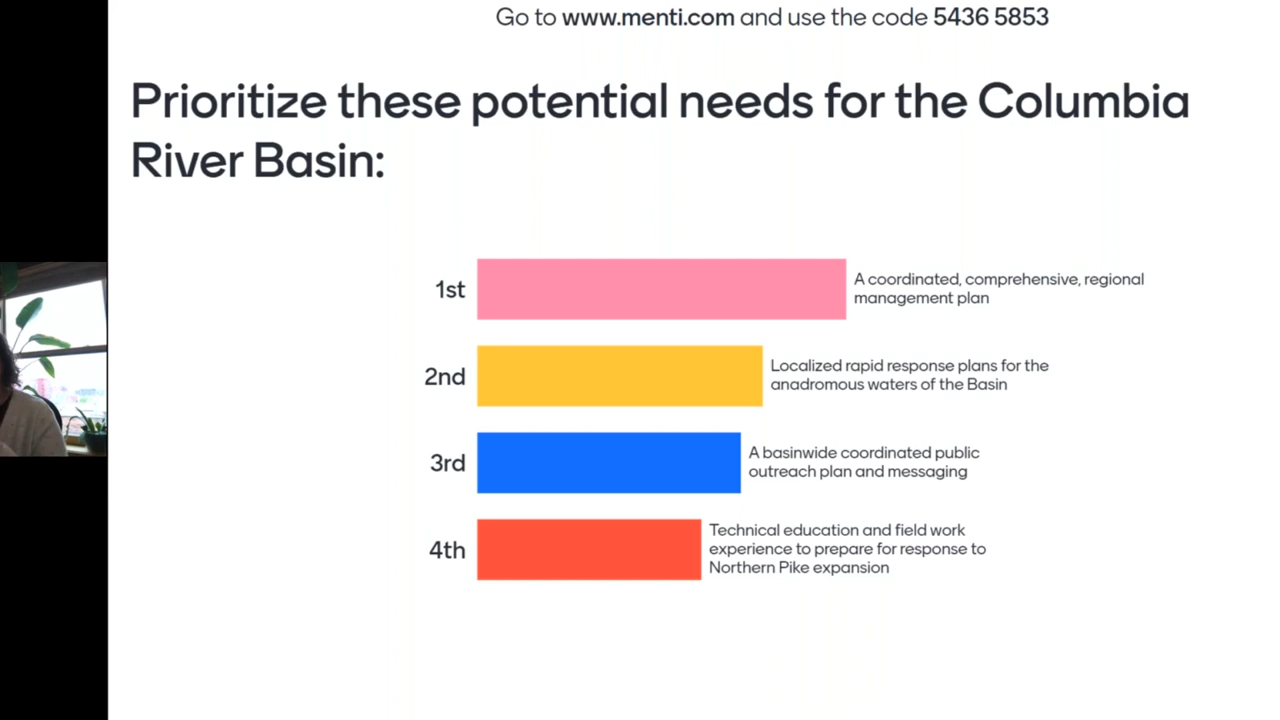 Go to www.menti.com and use the code 5436 5853
Prioritize these potential needs for the Columbia
River Basin:
1st
A coordinated, comprehensive, regional
management plan
2nd
Localized rapid response plans for the
anadromous waters of the Basin
3rd
A basinwide coordinated public
outreach plan and messaging
4th
Technical education and field work
experience to prepare for response to
Northern Pike expansion